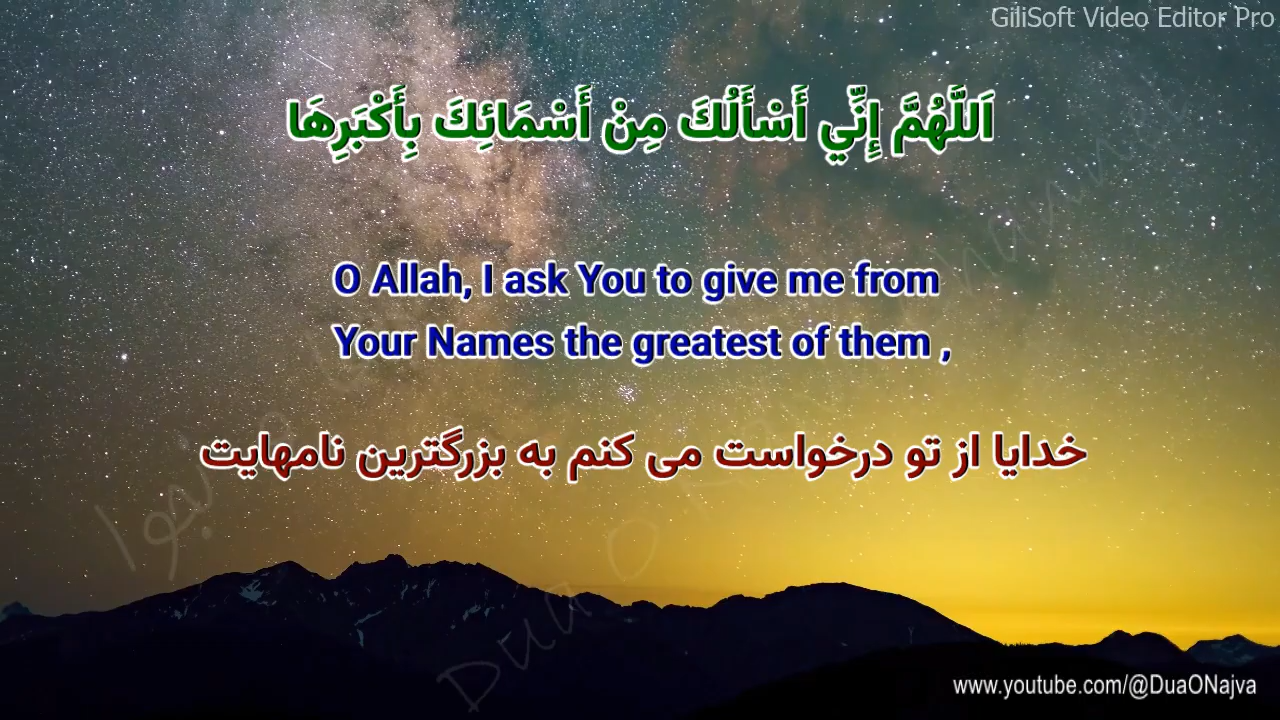 GiliSoft Video Editor Pro
اَللَّهُمَّ إِنِّي أَسْأَلُكَ مِنْ أَسْمَائِكَ بِأَكْبَرِهَا
O Allah, I ask You to give me from
Your Names the greatest of them ,
خدایا از تو درخواست می کنم به بزرگترین نامهایت
www.youtube.com/@DuaONajva